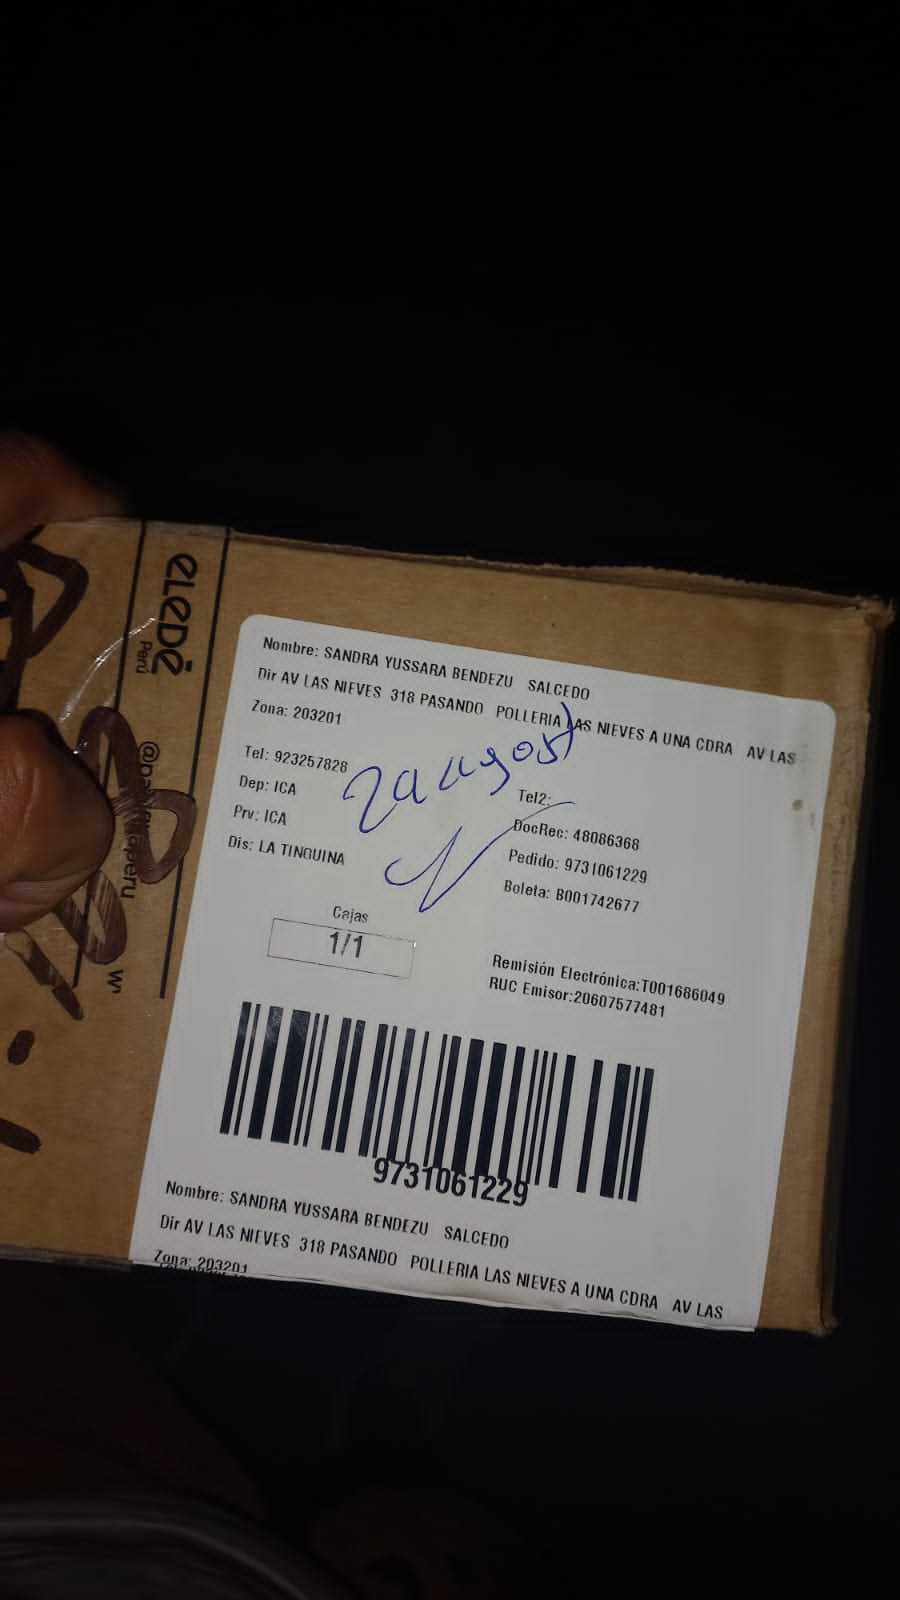 eLeDé
Perú
Nombre: SANDRA YUSSARA BENDEZU SALCEDO
Dir AV LAS NIEVES 318 PASANDO POLLERIA LAS NIEVES A UNA CDRA AV LAS
Zona: 203201
Tel: 923257828
Tel2:
Dep: ICA
DocRec: 48086368
Prv: ICA
Pedido: 9731061229
Dis: LA TINGUINA
Boleta: B001742677
Cajas
1/1
Remisión Electrónica:T001686049
RUC Emisor:20607577481
9731061229
Nombre: SANDRA YUSSARA BENDEZU SALCEDO
Dir AV LAS NIEVES 318 PASANDO POLLERIA LAS NIEVES A UNA CDRA AV LAS
Zona: 203201